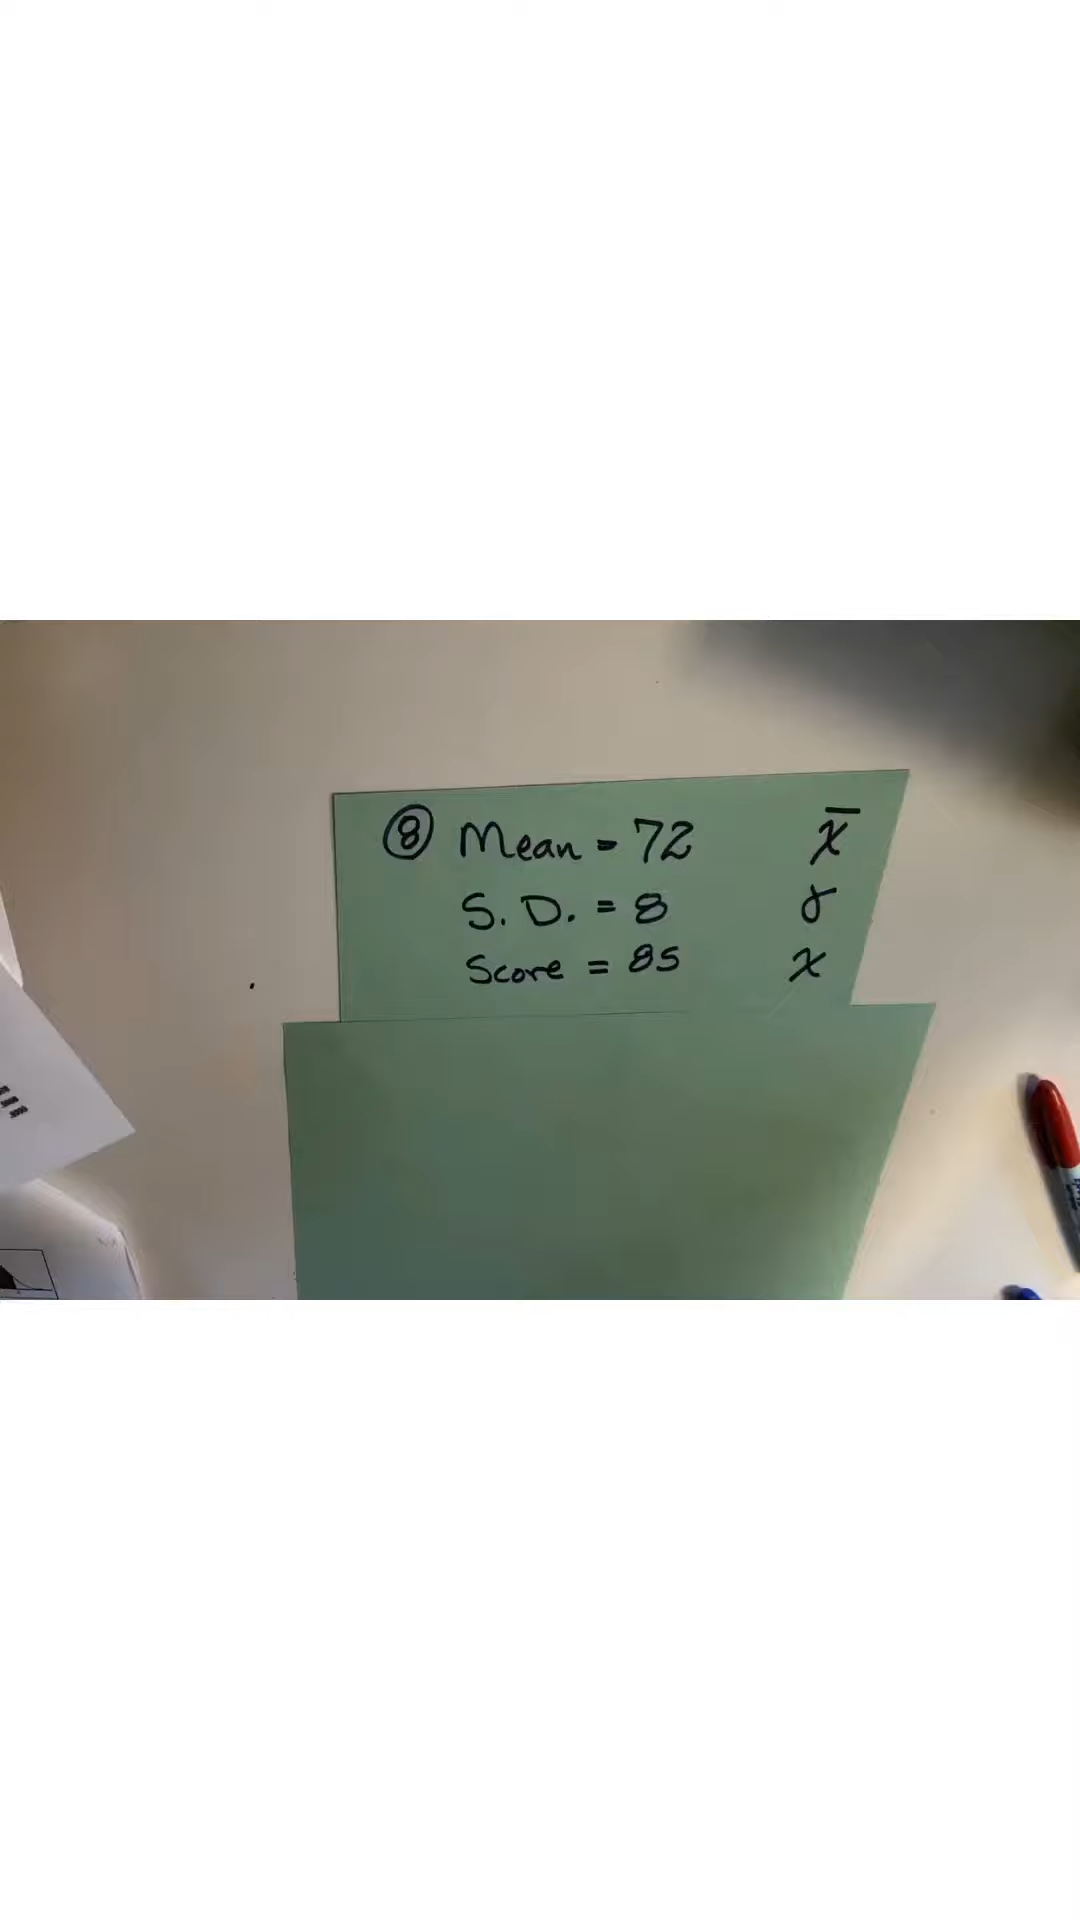 ⑧ Mean = 72 x̄
S. D. = 8 σ
Score = 85 x